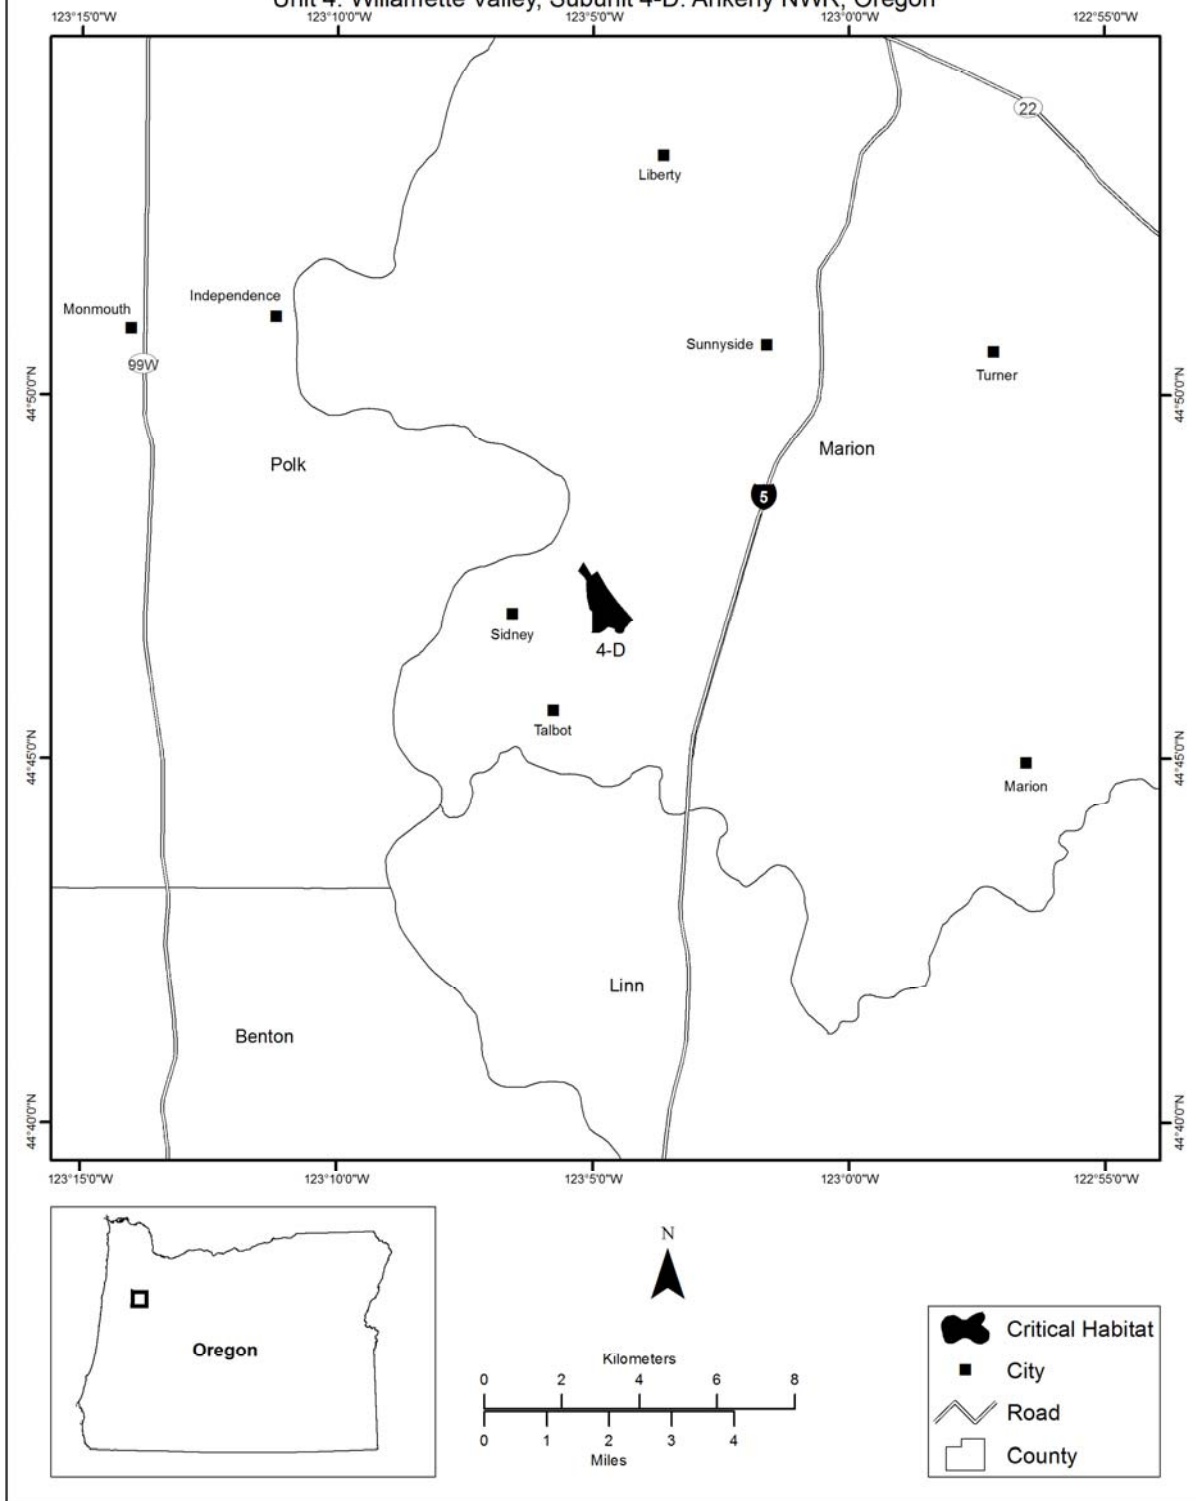 Unit 4: Willamette Valley, Subunit 4-D: Ankeny NWR, Oregon
123°15'0"W 123°10'0"W 123°5'0"W 123°0'0"W 122°55'0"W
22
Liberty
Independence
Monmouth
Sunnyside
99W
Turner
44°50'0"N 44°50'0"N
Marion
Polk
5
Sidney
4-D
Talbot
44°45'0"N 44°45'0"N
Marion
Linn
Benton
44°40'0"N 44°40'0"N
123°15'0"W 123°10'0"W 123°5'0"W 123°0'0"W 122°55'0"W
Oregon
N
Kilometers
0 2 4 6 8
0 1 2 3 4
Miles
Critical Habitat
City
Road
County